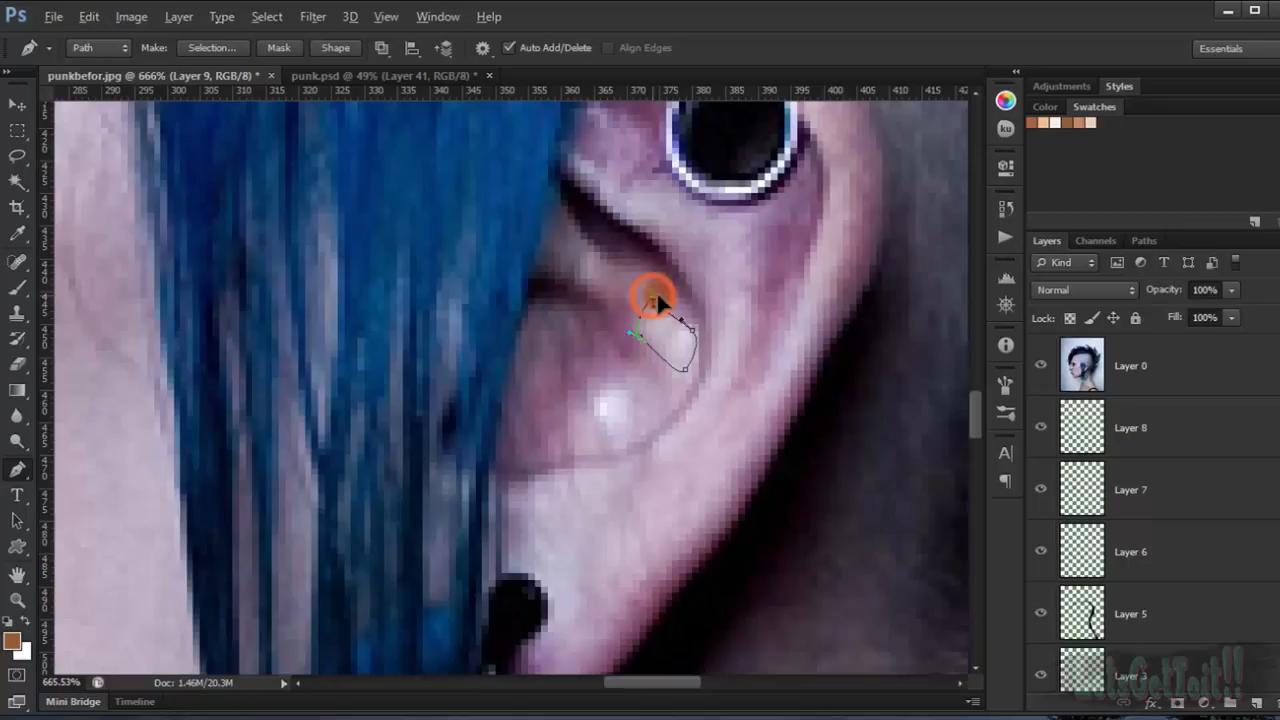 Ps File Edit Image Layer Type Select Filter 3D View Window Help
Path Make: Selection... Mask Shape Auto Add/Delete Align Edges Essentials
punkbefor.jpg @ 666% (Layer 9, RGB/8) * × punk.psd @ 49% (Layer 41, RGB/8) * ×
285 290 295 300 305 310 315 320 325 330 335 340 345 350 355 360 365 370 375 380 385 390 395 400 405 410 415
Adjustments Styles
Color Swatches
ku
Layers Channels Paths
Kind
Normal Opacity: 100%
Lock: Fill: 100%
Layer 0
Layer 8
Layer 7
Layer 6
Layer 5
665.53% Doc: 1.46M/20.3M
Mini Bridge Timeline